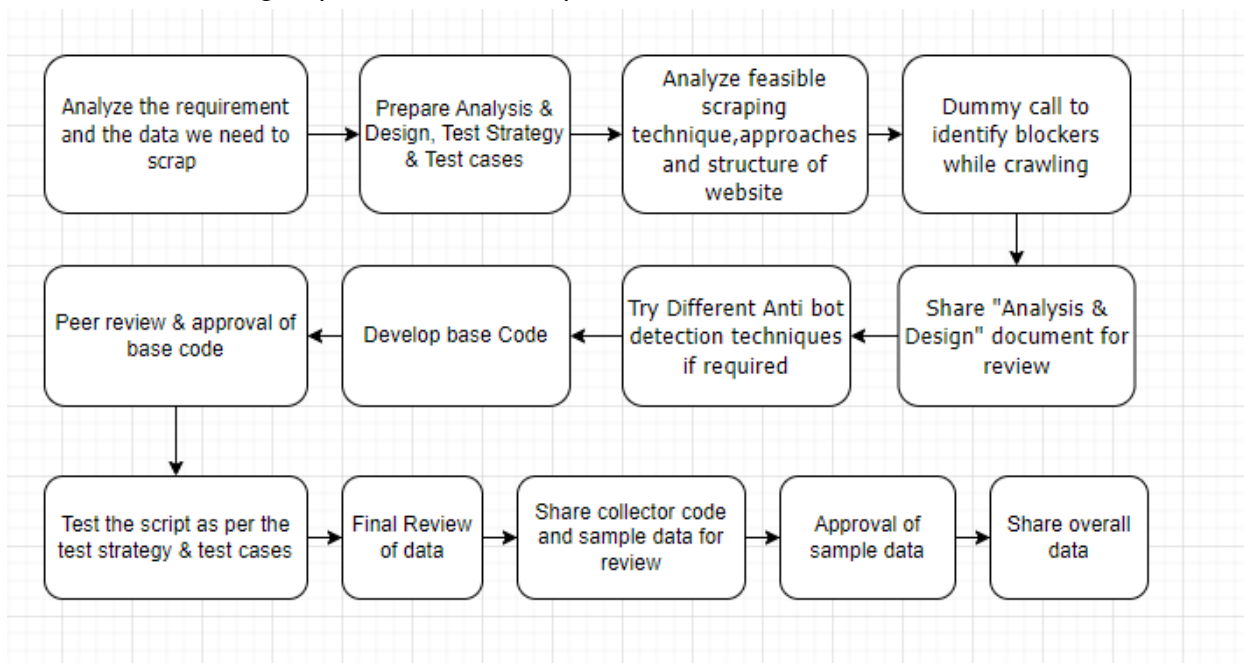 Analyze the requirement
and the data we need to
scrap
Prepare Analysis &
Design, Test Strategy
& Test cases
Analyze feasible
scraping
technique,approaches
and structure of
website
Dummy call to
identify blockers
while crawling
Share "Analysis &
Design" document for
review
Try Different Anti bot
detection techniques
if required
Develop base Code
Peer review & approval of
base code
Test the script as per the
test strategy & test cases
Final Review
of data
Share collector code
and sample data for
review
Approval of
sample data
Share overall
data